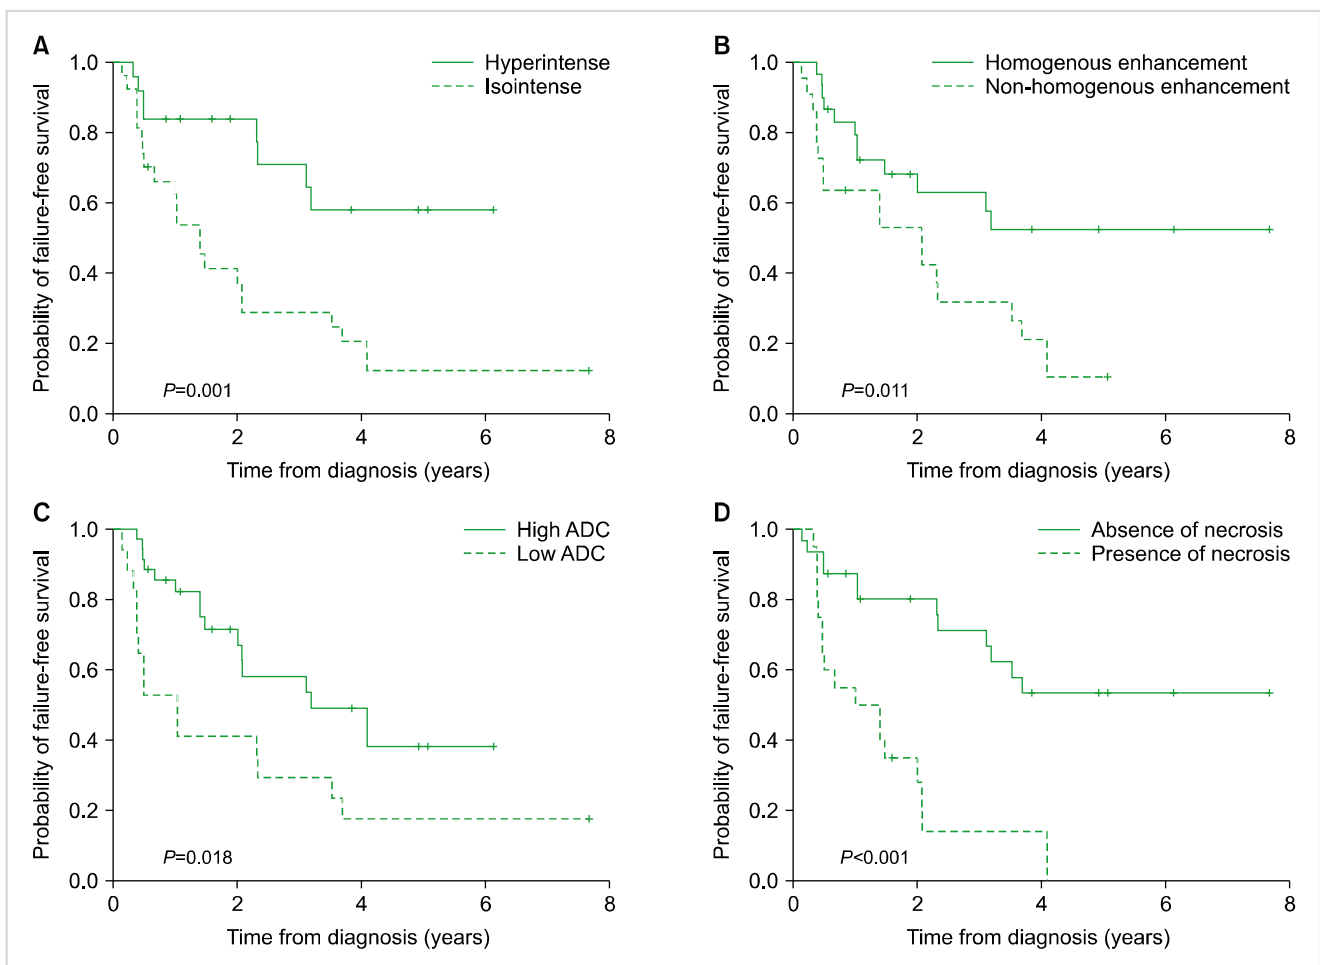 A
Hyperintense
Isointense
Probability of failure-free survival
1.0
0.8
0.6
0.4
0.2
0.0
P=0.001
0 2 4 6 8
Time from diagnosis (years)
B
Homogenous enhancement
Non-homogenous enhancement
Probability of failure-free survival
1.0
0.8
0.6
0.4
0.2
0.0
P=0.011
0 2 4 6 8
Time from diagnosis (years)
C
High ADC
Low ADC
Probability of failure-free survival
1.0
0.8
0.6
0.4
0.2
0.0
P=0.018
0 2 4 6 8
Time from diagnosis (years)
D
Absence of necrosis
Presence of necrosis
Probability of failure-free survival
1.0
0.8
0.6
0.4
0.2
0.0
P<0.001
0 2 4 6 8
Time from diagnosis (years)